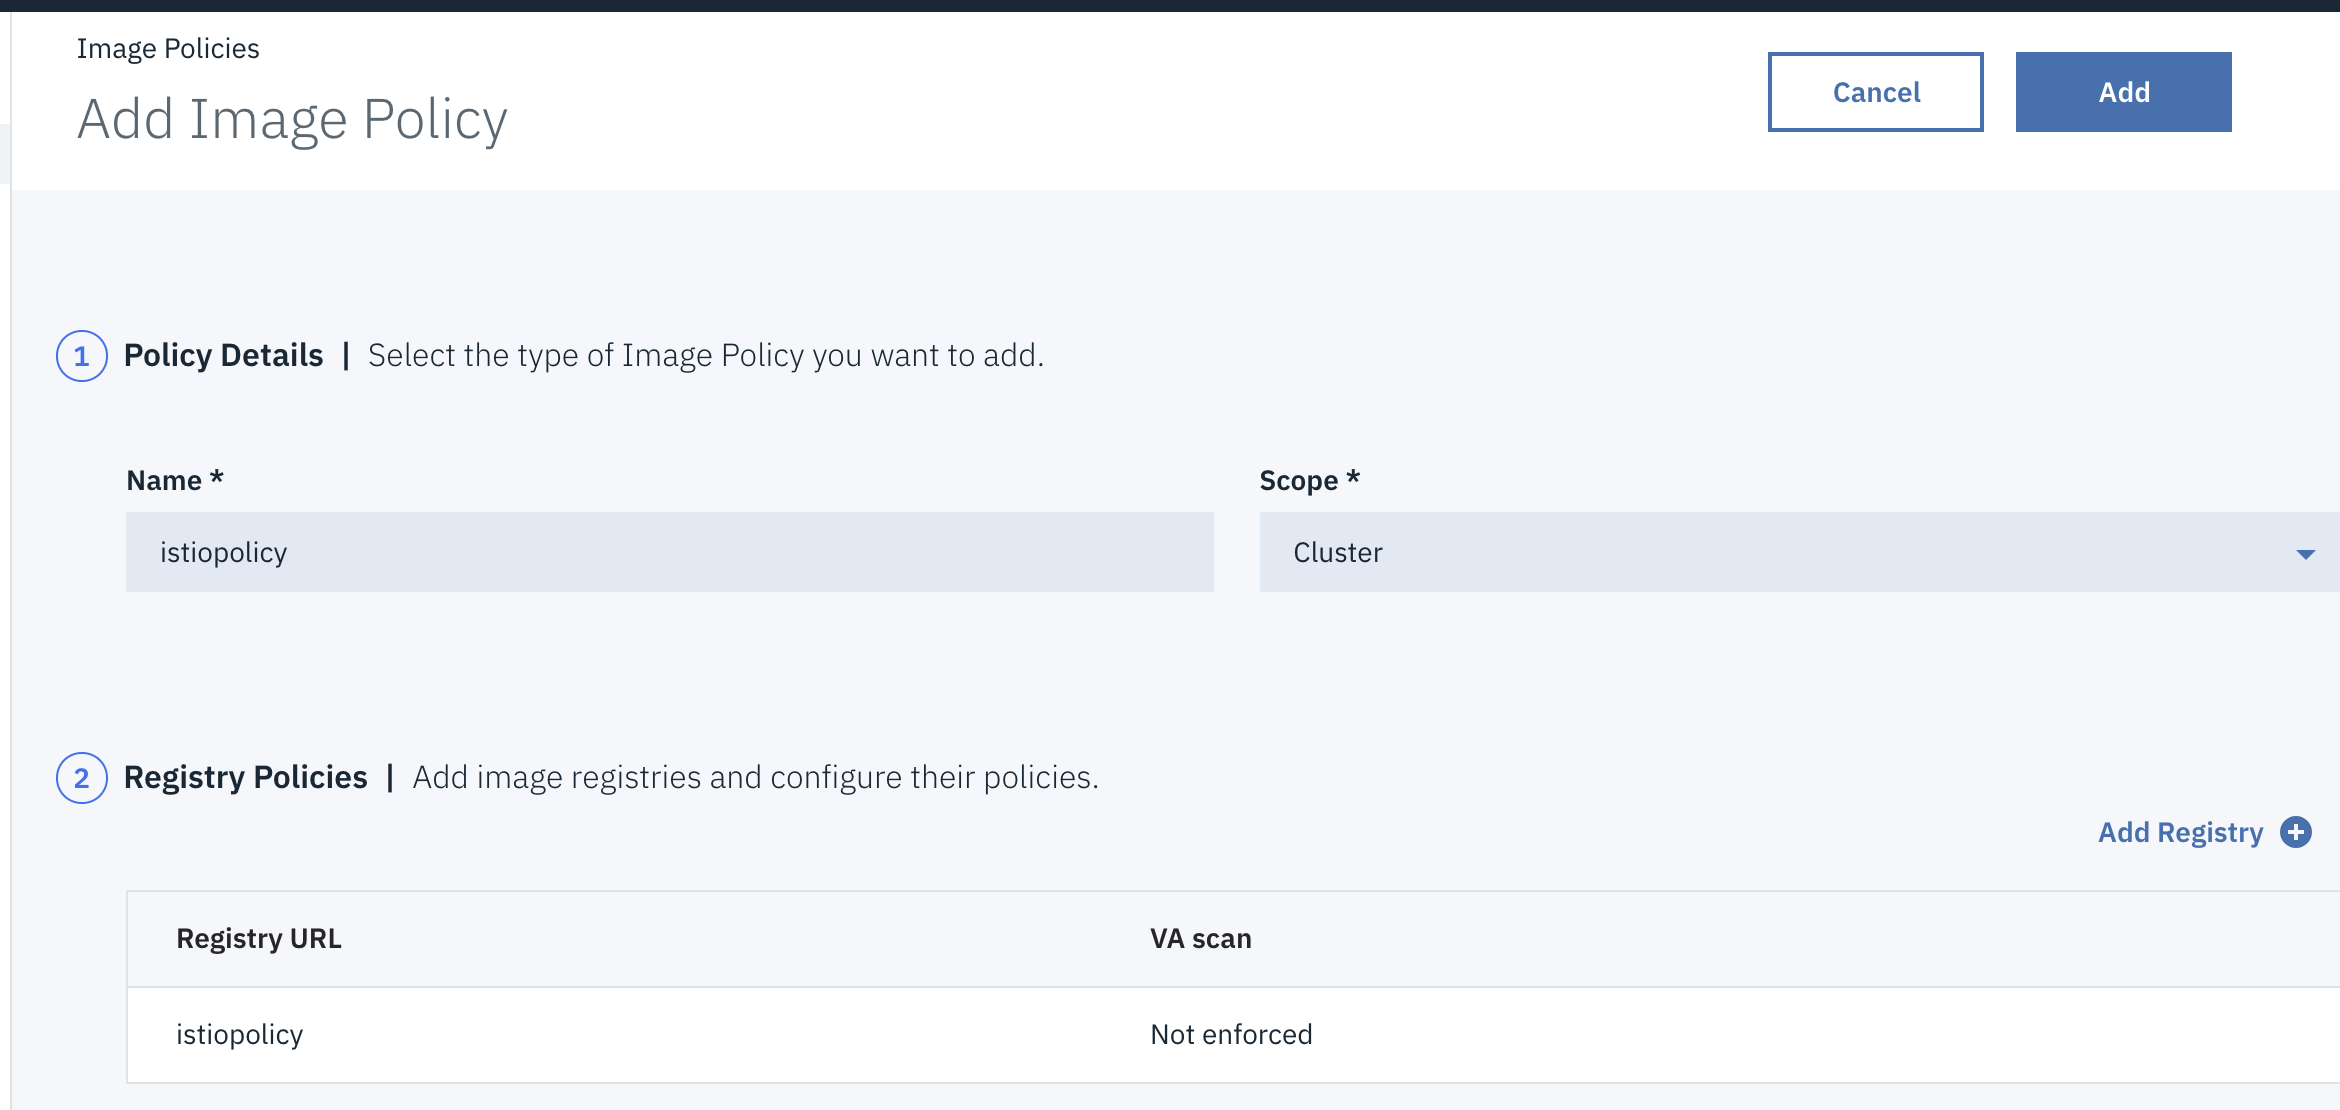 Image Policies
Add Image Policy
Cancel
Add
1 Policy Details | Select the type of Image Policy you want to add.
Name *
Scope *
istiopolicy
Cluster
2 Registry Policies | Add image registries and configure their policies.
Add Registry
Registry URL
VA scan
istiopolicy
Not enforced